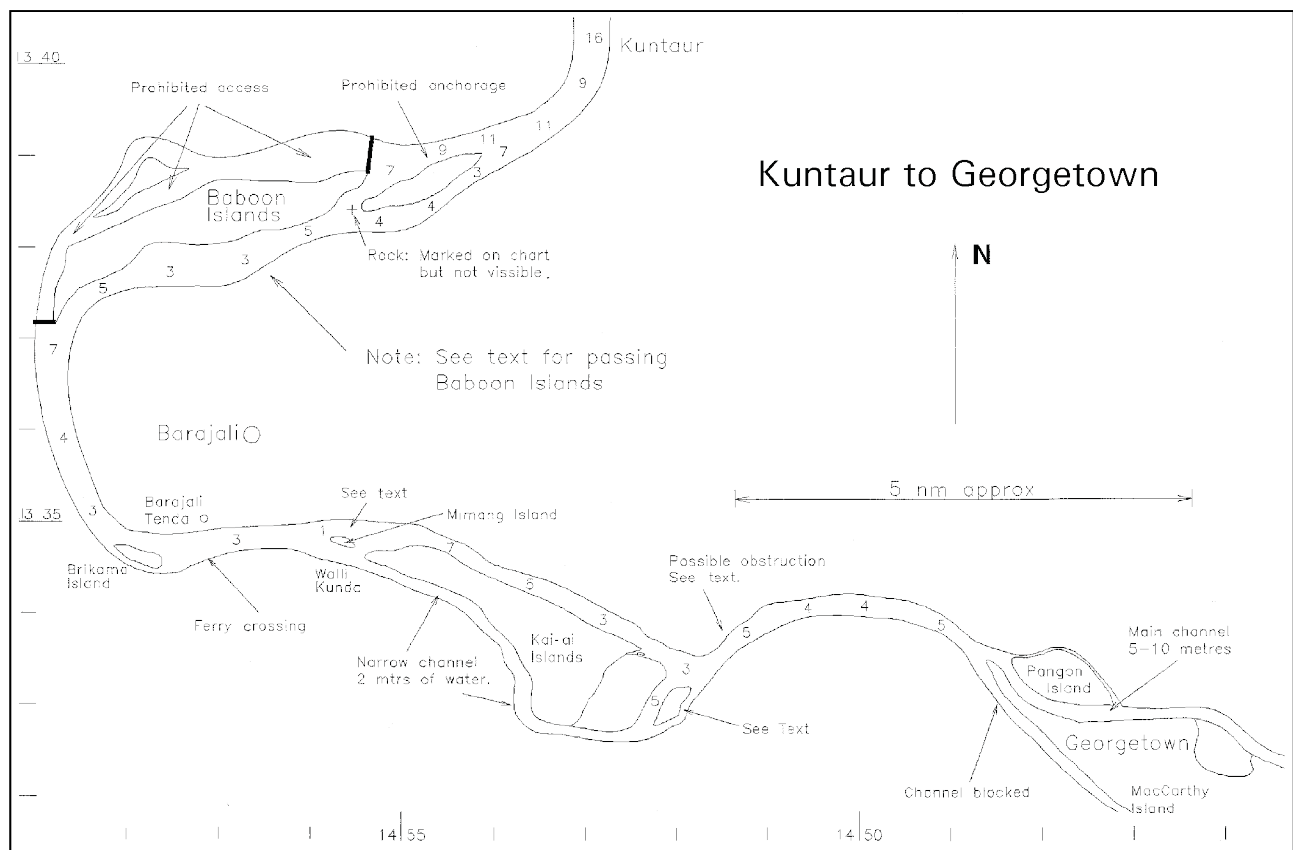 13 40
16
Kuntaur
9
Prohibited access
Prohibited anchorage
11
11
9
7
7
3
Baboon
Islands
4
4
5
Rock: Marked on chart
but not vissible.
3
3
5
Note: See text for passing
Baboon Islands
7
Kuntaur to Georgetown
N
4
Barajali
5 nm approx
See text
Barajali
Tenda
3
Mimang Island
13 35
1
3
7
Brikama
Island
Walli
Kunda
Possible obstruction
See text.
6
4
4
3
5
5
Ferry crossing
Kai-ai
Islands
Main channel
5-10 metres
Narrow channel
2 mtrs of water.
3
Pangon
Island
5
See Text
Georgetown
Channel blocked
MacCarthy
Island
14 55
14 50